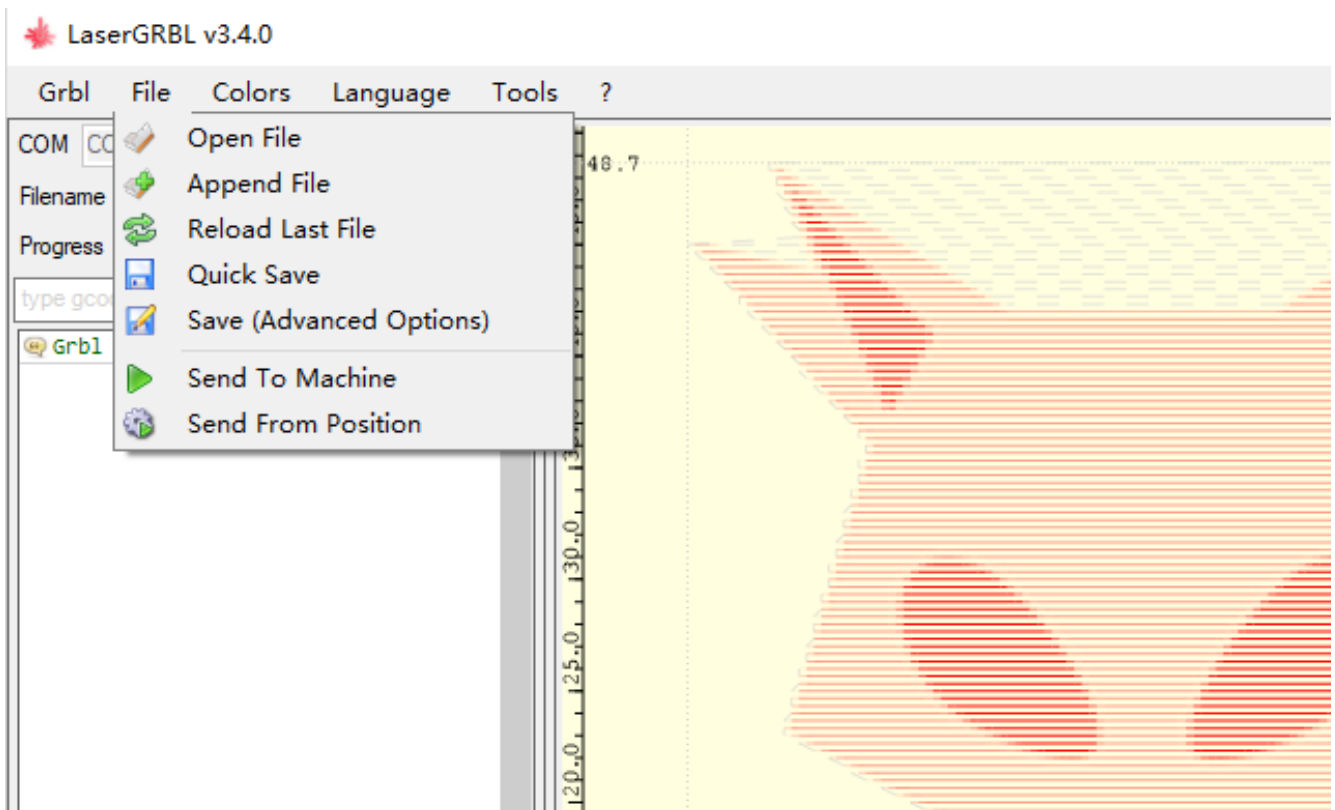 LaserGRBL v3.4.0
Grbl File Colors Language Tools ?
COM
Filename
Progress
type gcod
Grbl
Open File
Append File
Reload Last File
Quick Save
Save (Advanced Options)
Send To Machine
Send From Position
48.7
30.0
25.0
20.0